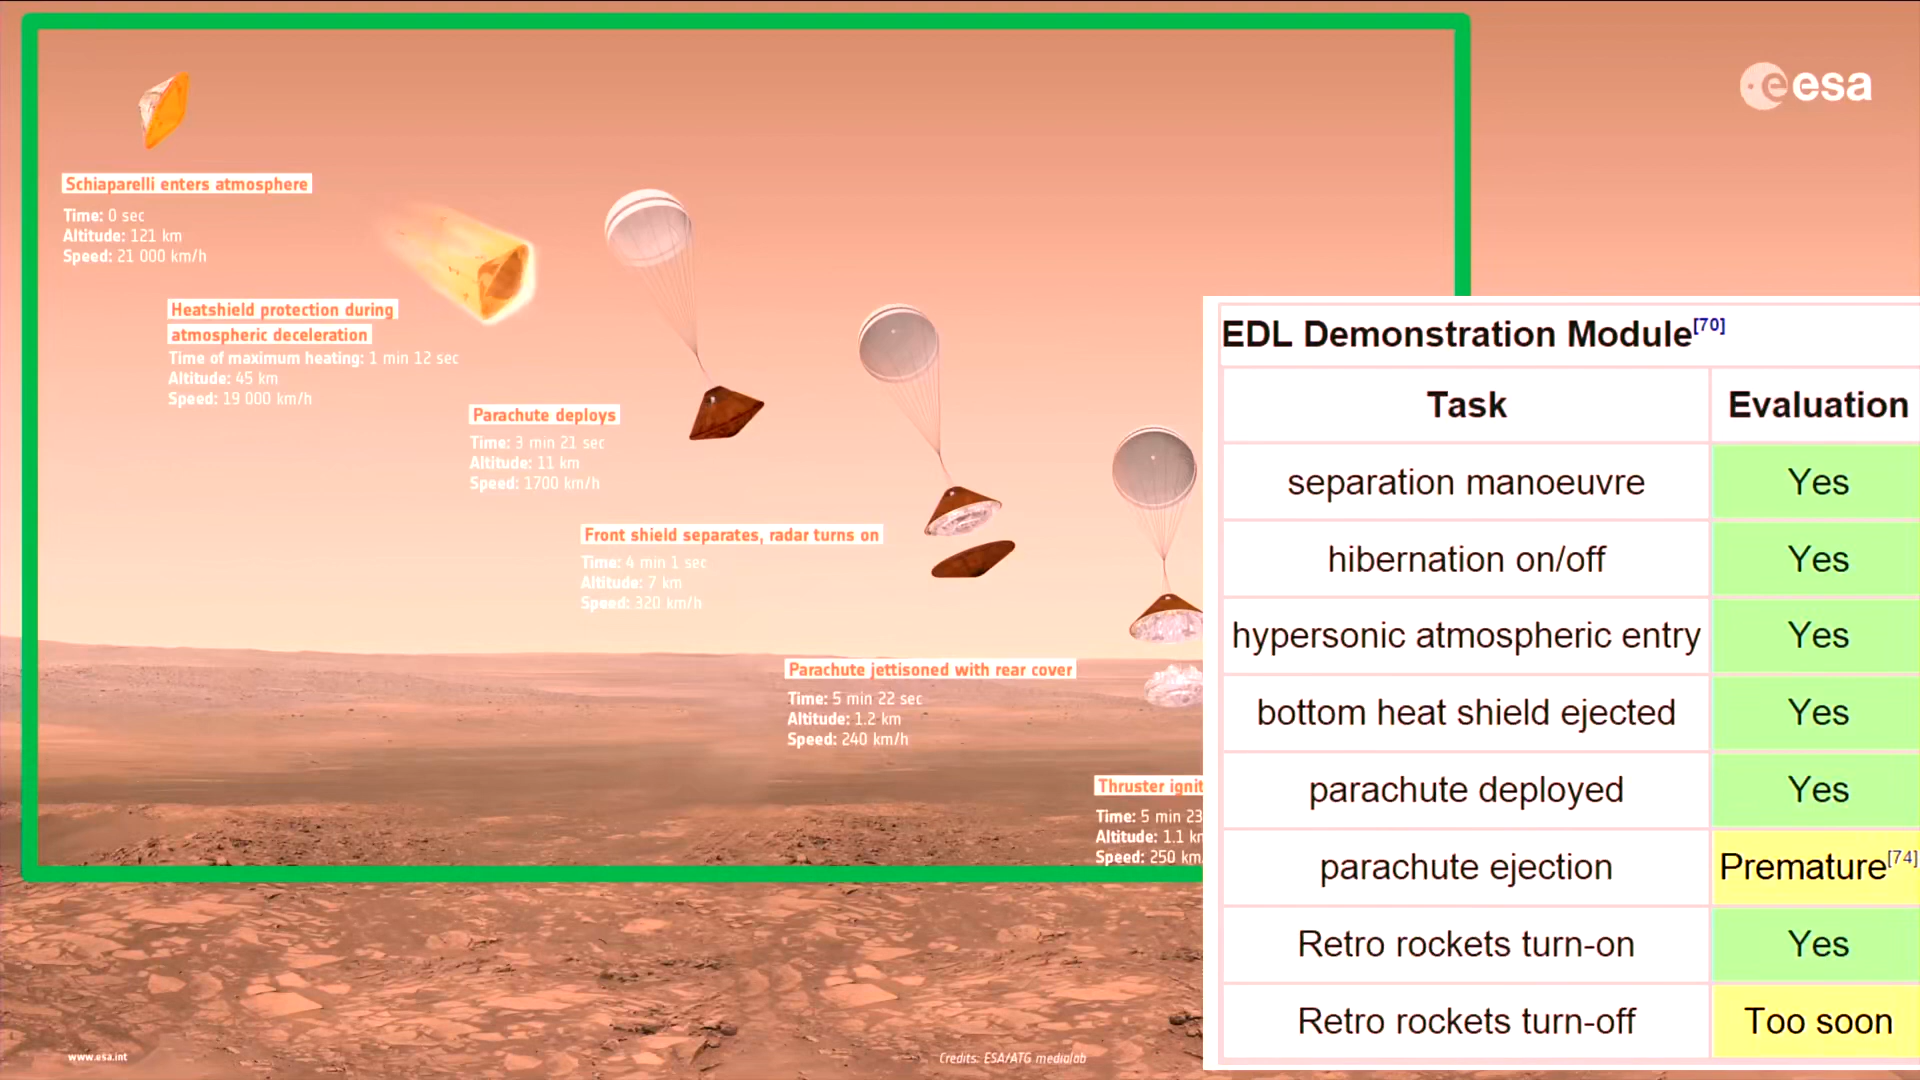 esa
Schiaparelli enters atmosphere
Time: 0 sec
Altitude: 121 km
Speed: 21 000 km/h
Heatshield protection during
atmospheric deceleration
Time of maximum heating: 1 min 12 sec
Altitude: 45 km
Speed: 19 000 km/h
Parachute deploys
Time: 3 min 21 sec
Altitude: 11 km
Speed: 1700 km/h
Front shield separates, radar turns on
Time: 4 min 1 sec
Altitude: 7 km
Speed: 320 km/h
Parachute jettisoned with rear cover
Time: 5 min 22 sec
Altitude: 1.2 km
Speed: 240 km/h
Thruster ignit
Time: 5 min 23
Altitude: 1.1 km
Speed: 250 km
EDL Demonstration Module[70]
Task Evaluation
separation manoeuvre Yes
hibernation on/off Yes
hypersonic atmospheric entry Yes
bottom heat shield ejected Yes
parachute deployed Yes
parachute ejection Premature[74]
Retro rockets turn-on Yes
Retro rockets turn-off Too soon
www.esa.int
Credits: ESA/ATG medialab